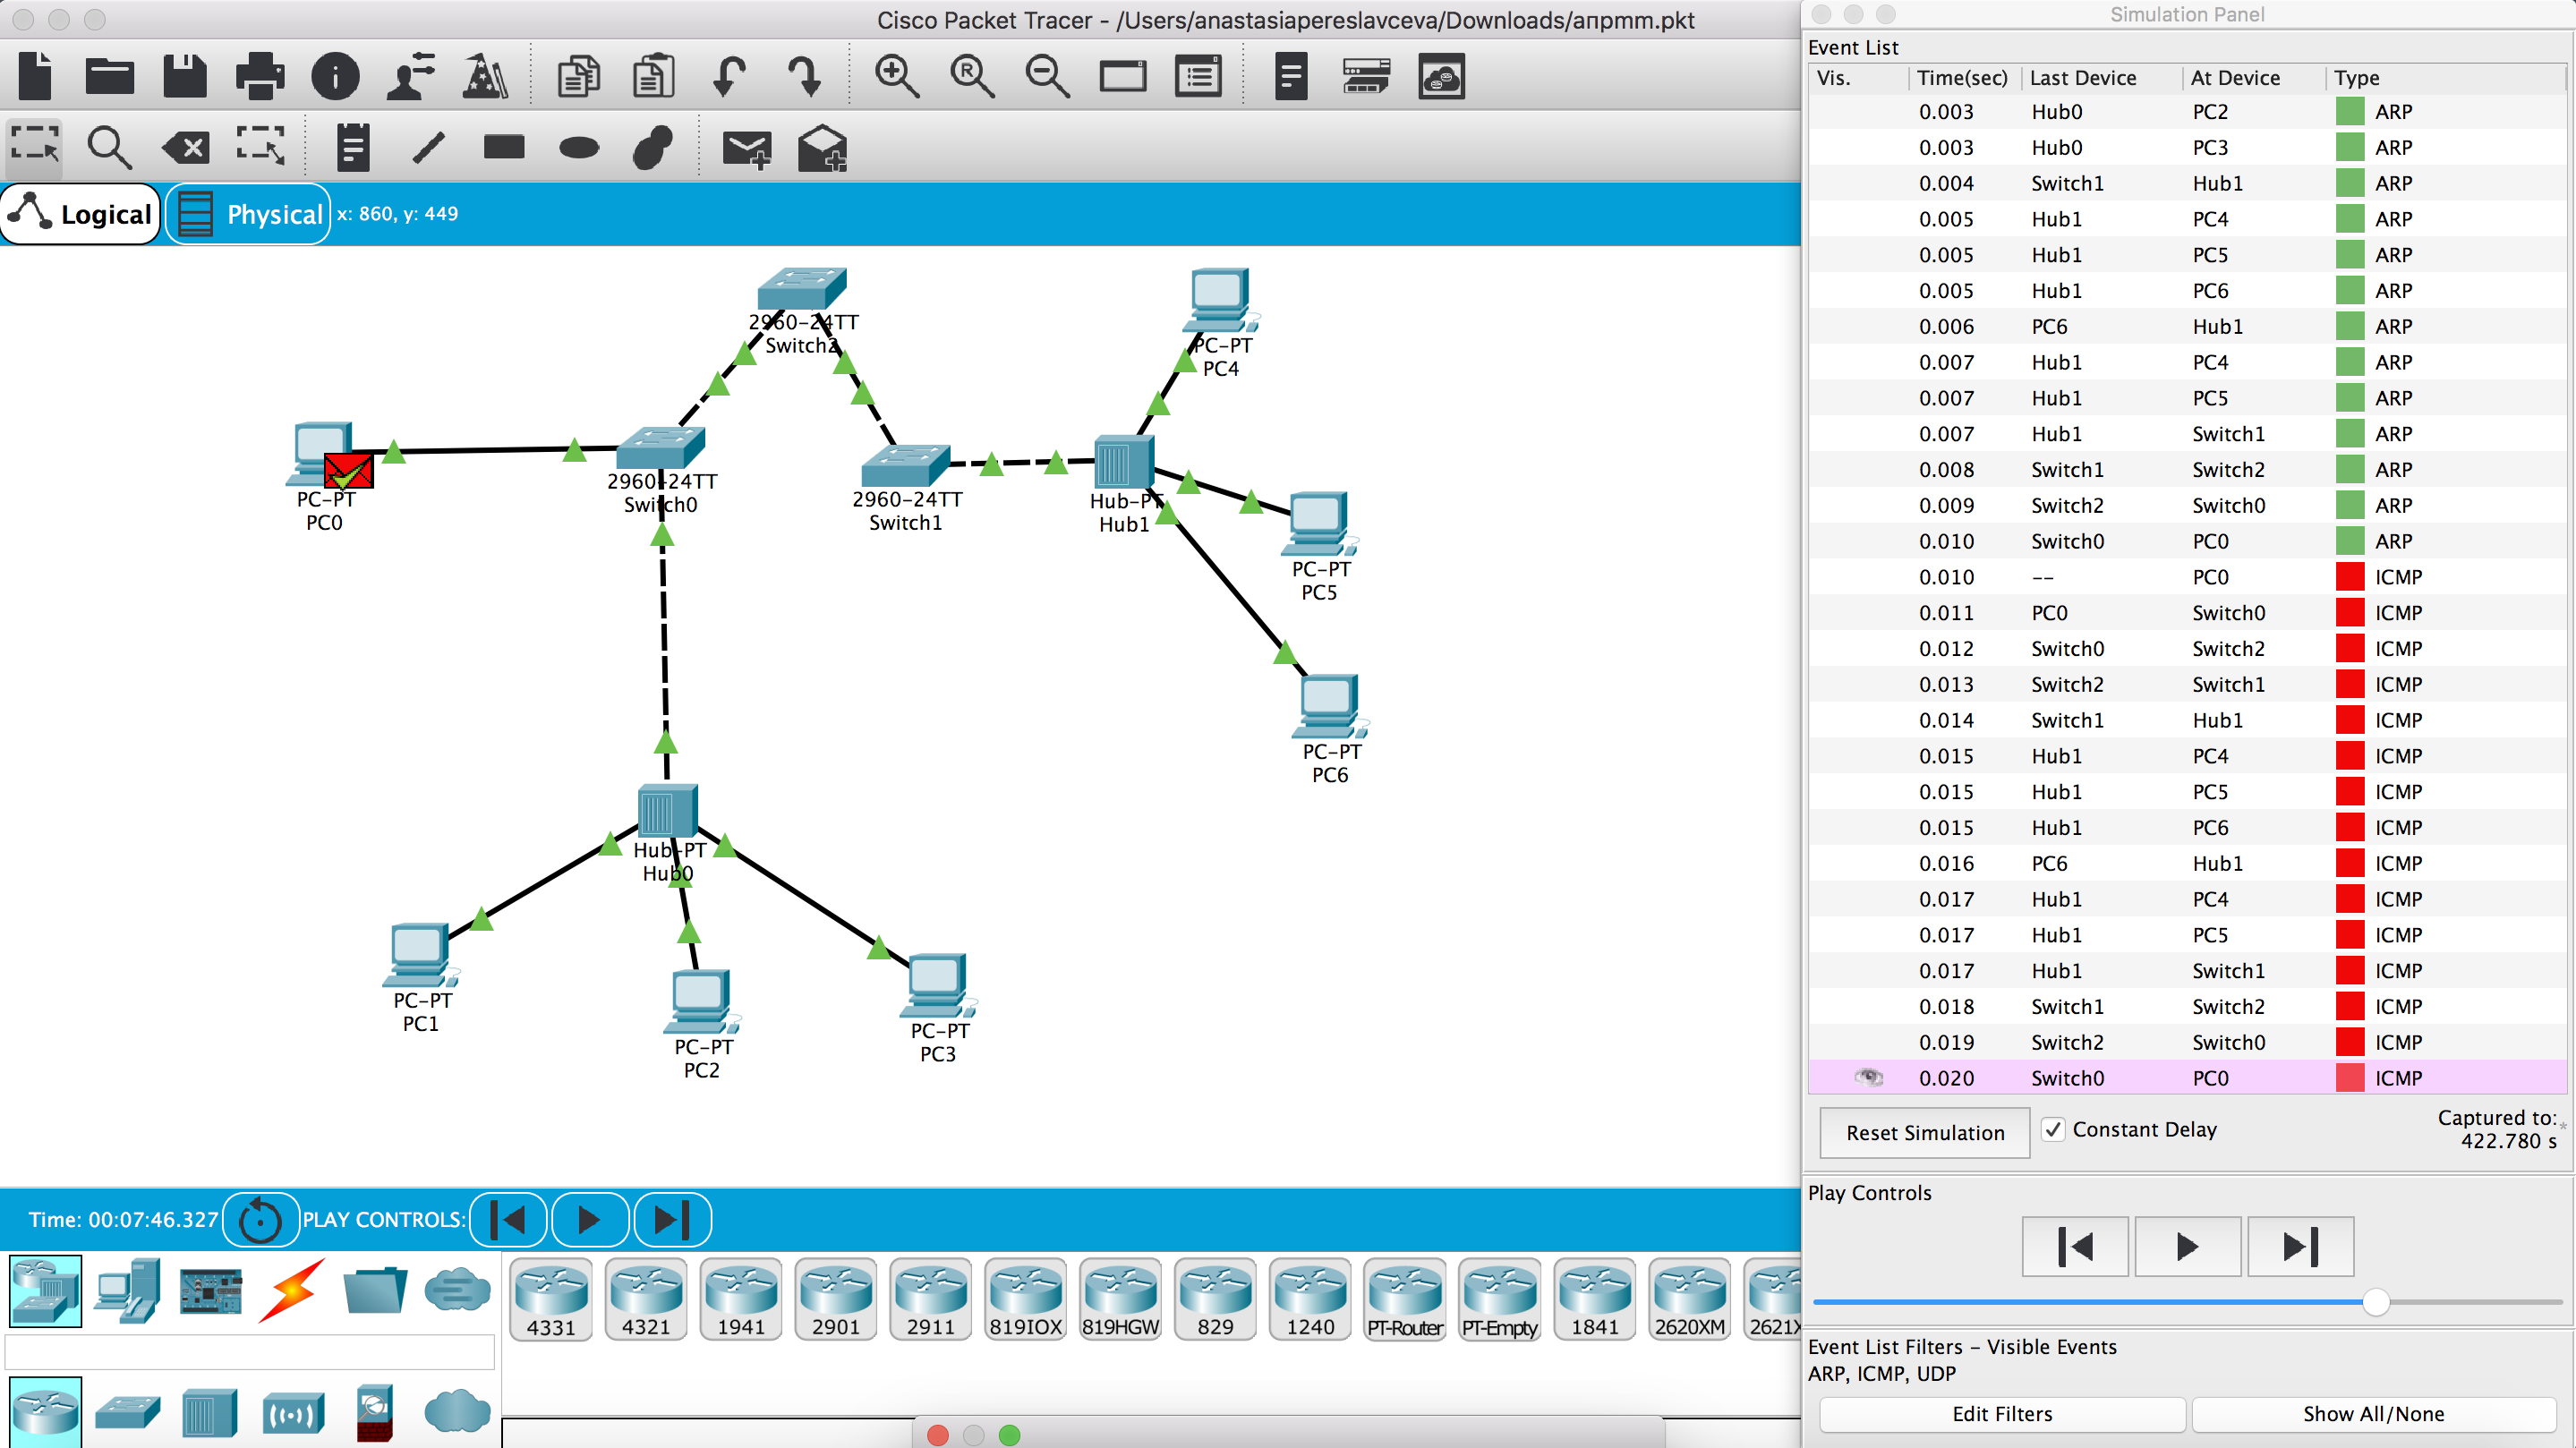 Cisco Packet Tracer - /Users/anastasiapereslavceva/Downloads/апрmm.pkt
Logical
Physical
x: 860, y: 449
2960-24TT
Switch2
PC-PT
PC4
PC-PT
PC0
2960-24TT
Switch0
2960-24TT
Switch1
Hub-PT
Hub1
PC-PT
PC5
PC-PT
PC6
Hub-PT
Hub0
PC-PT
PC1
PC-PT
PC2
PC-PT
PC3
Time: 00:07:46.327
PLAY CONTROLS:
4331
4321
1941
2901
2911
819IOX
819HGW
829
1240
PT-Router
PT-Empty
1841
2620XM
2621X
Simulation Panel
Event List
Vis. Time(sec) Last Device At Device Type
0.003 Hub0 PC2 ARP
0.003 Hub0 PC3 ARP
0.004 Switch1 Hub1 ARP
0.005 Hub1 PC4 ARP
0.005 Hub1 PC5 ARP
0.005 Hub1 PC6 ARP
0.006 PC6 Hub1 ARP
0.007 Hub1 PC4 ARP
0.007 Hub1 PC5 ARP
0.007 Hub1 Switch1 ARP
0.008 Switch1 Switch2 ARP
0.009 Switch2 Switch0 ARP
0.010 Switch0 PC0 ARP
0.010 -- PC0 ICMP
0.011 PC0 Switch0 ICMP
0.012 Switch0 Switch2 ICMP
0.013 Switch2 Switch1 ICMP
0.014 Switch1 Hub1 ICMP
0.015 Hub1 PC4 ICMP
0.015 Hub1 PC5 ICMP
0.015 Hub1 PC6 ICMP
0.016 PC6 Hub1 ICMP
0.017 Hub1 PC4 ICMP
0.017 Hub1 PC5 ICMP
0.017 Hub1 Switch1 ICMP
0.018 Switch1 Switch2 ICMP
0.019 Switch2 Switch0 ICMP
0.020 Switch0 PC0 ICMP
Reset Simulation
Constant Delay
Captured to: *
422.780 s
Play Controls
Event List Filters - Visible Events
ARP, ICMP, UDP
Edit Filters
Show All/None